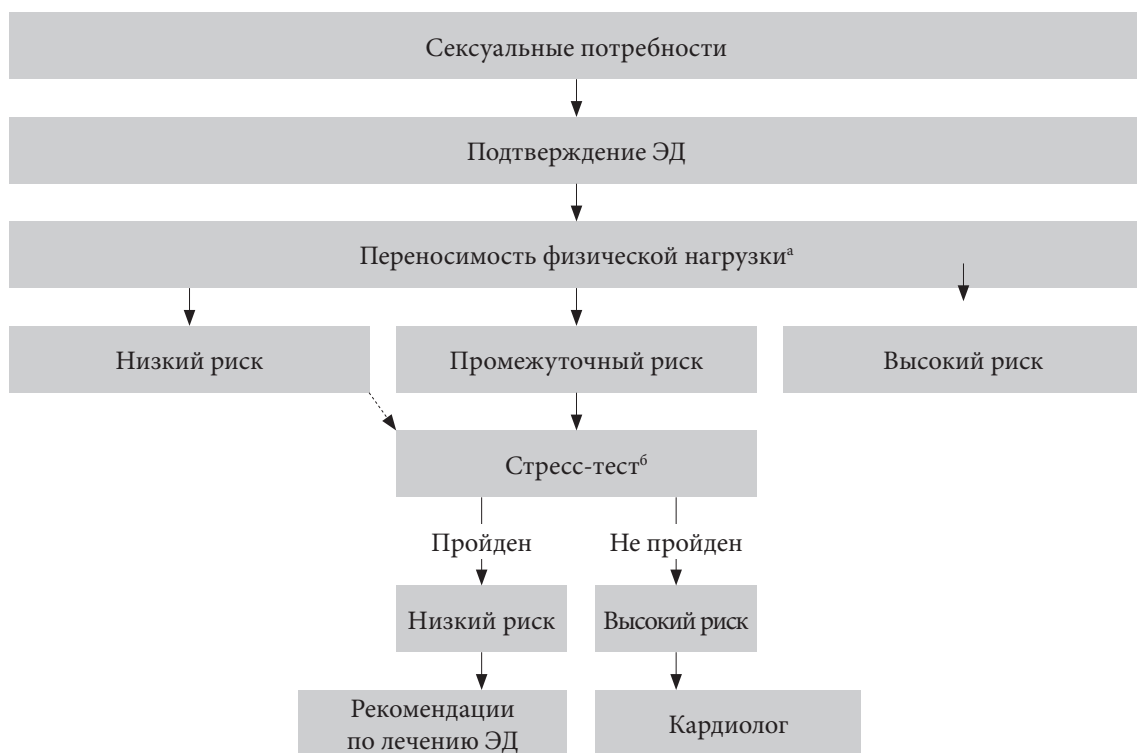 Сексуальные потребности
Подтверждение ЭД
Переносимость физической нагрузкиᵃ
Низкий риск
Промежуточный риск
Высокий риск
Стресс-тестᵇ
Пройден
Не пройден
Низкий риск
Высокий риск
Рекомендации
по лечению ЭД
Кардиолог